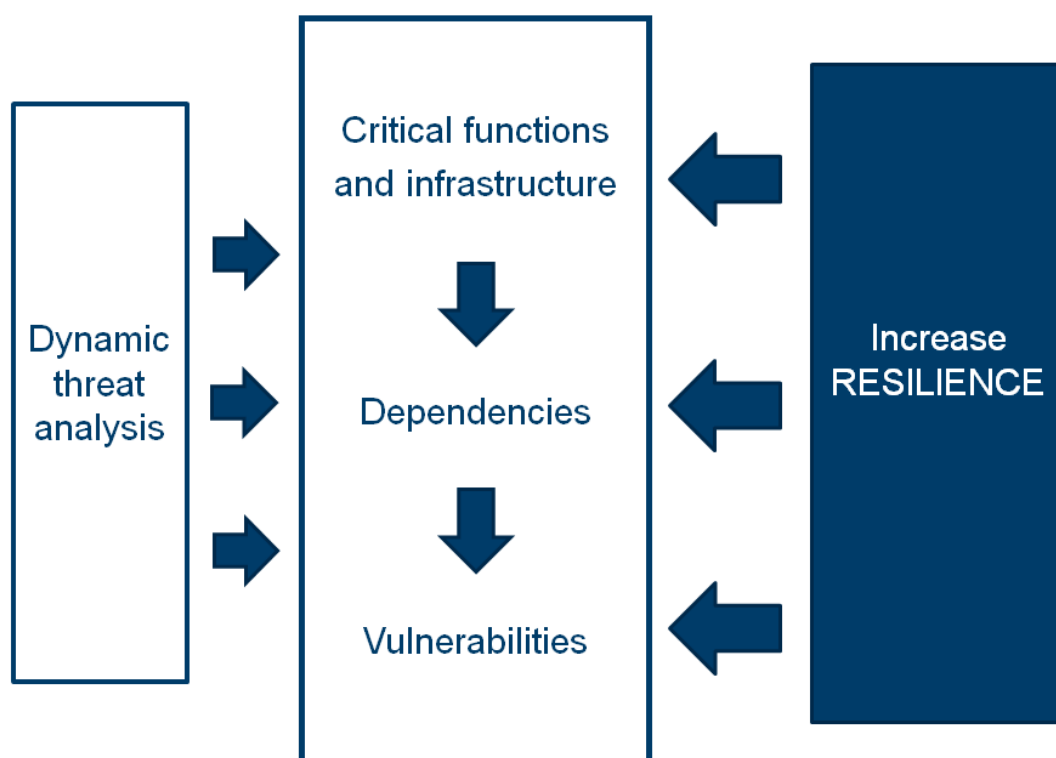 Dynamic
threat
analysis
Critical functions
and infrastructure
Dependencies
Vulnerabilities
Increase
RESILIENCE